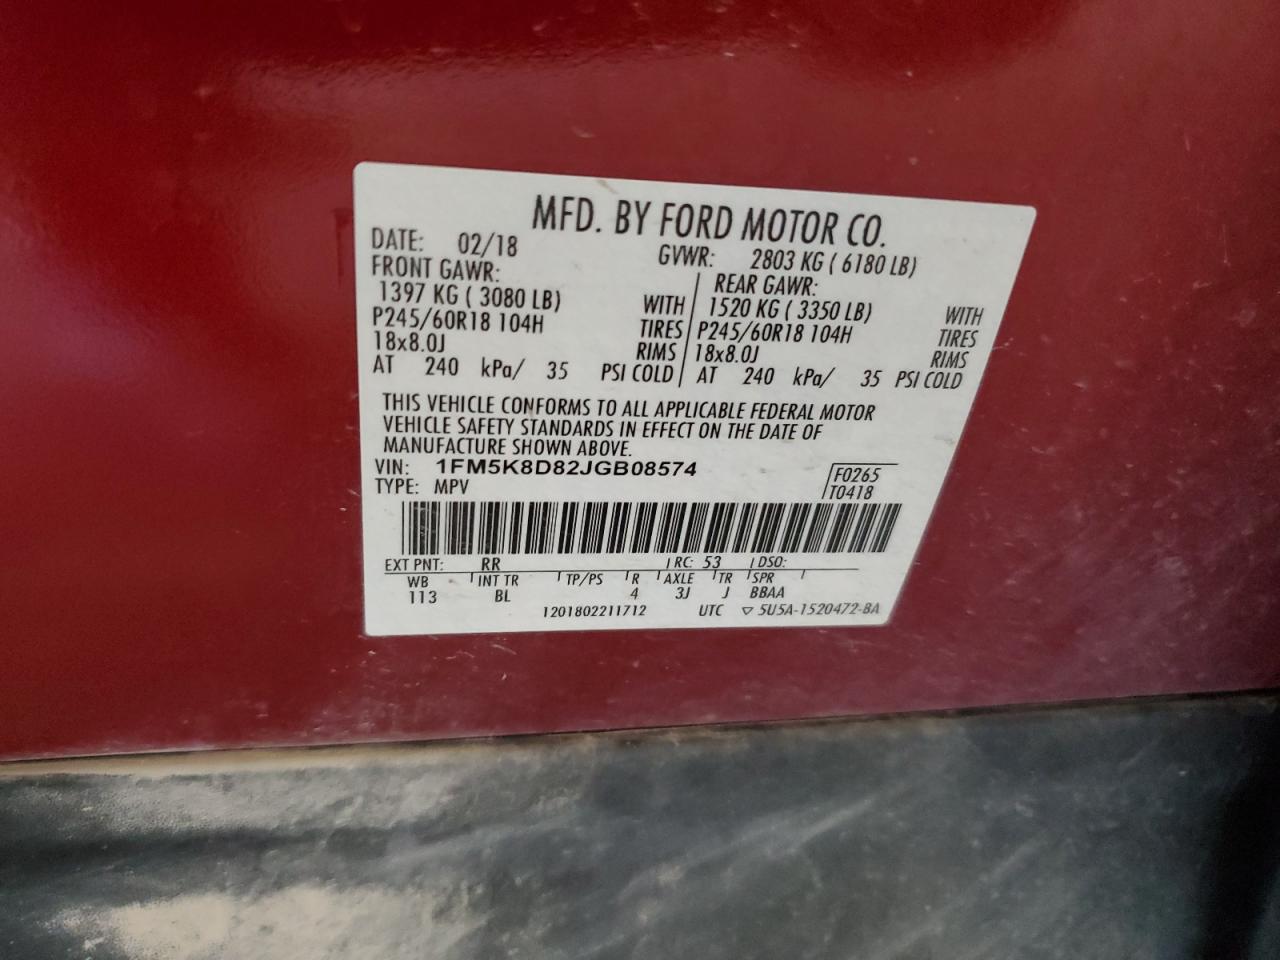 MFD. BY FORD MOTOR CO.
DATE: 02/18 GVWR: 2803 KG ( 6180 LB)
FRONT GAWR: REAR GAWR:
1397 KG ( 3080 LB) WITH 1520 KG ( 3350 LB) WITH
P245/60R18 104H TIRES P245/60R18 104H TIRES
18x8.0J RIMS 18x8.0J RIMS
AT 240 kPa/ 35 PSI COLD AT 240 kPa/ 35 PSI COLD
THIS VEHICLE CONFORMS TO ALL APPLICABLE FEDERAL MOTOR
VEHICLE SAFETY STANDARDS IN EFFECT ON THE DATE OF
MANUFACTURE SHOWN ABOVE.
VIN: 1FM5K8D82JGB08574 F0265
TYPE: MPV T0418
EXT PNT: RR RC: 53 DSO:
WB INT TR TP/PS R AXLE TR SPR
113 BL 4 3J J BBAA
1201802211712 UTC ▽ 5U5A-1520472-BA